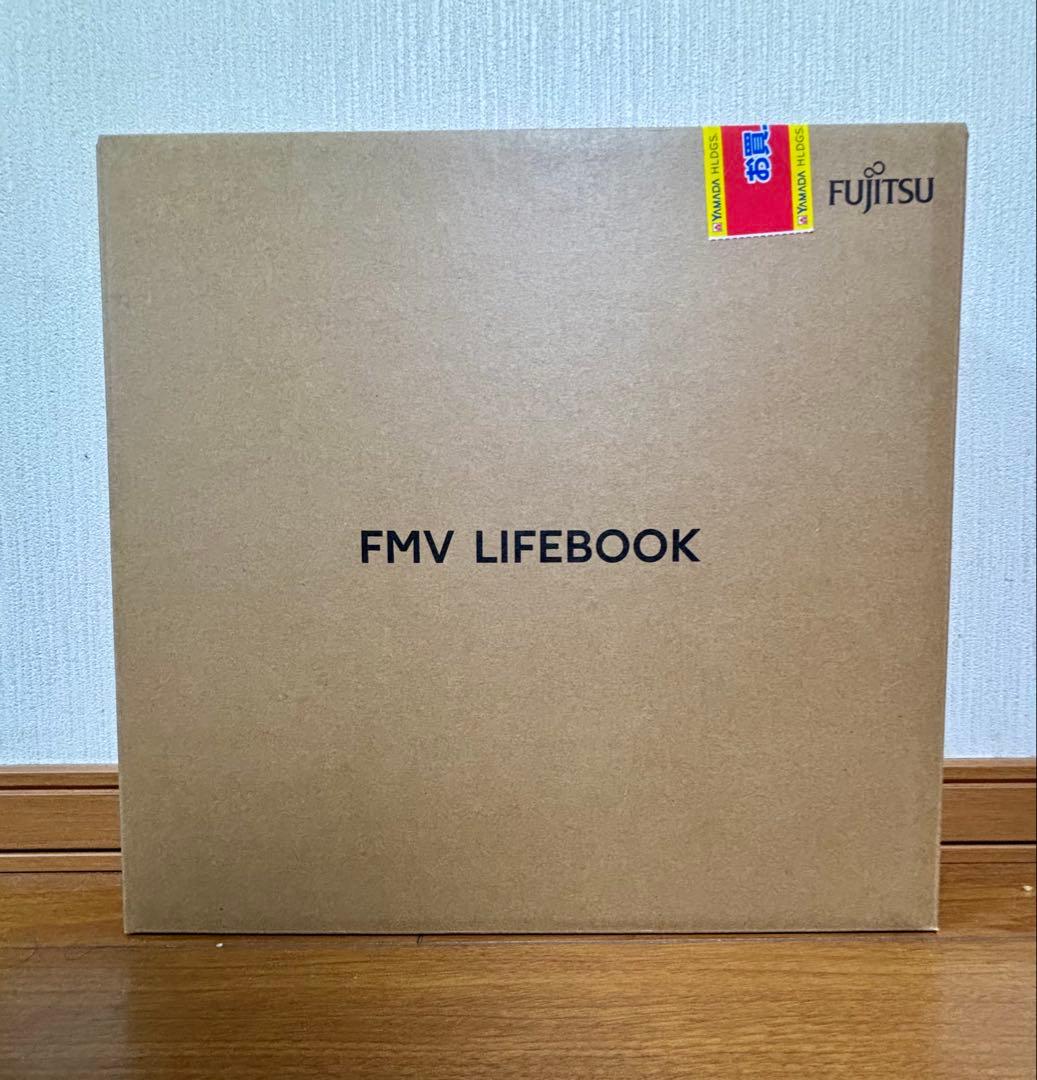 YAMADA HLDGS.
お買
YAMADA HLDGS.
FUJITSU
FMV LIFEBOOK